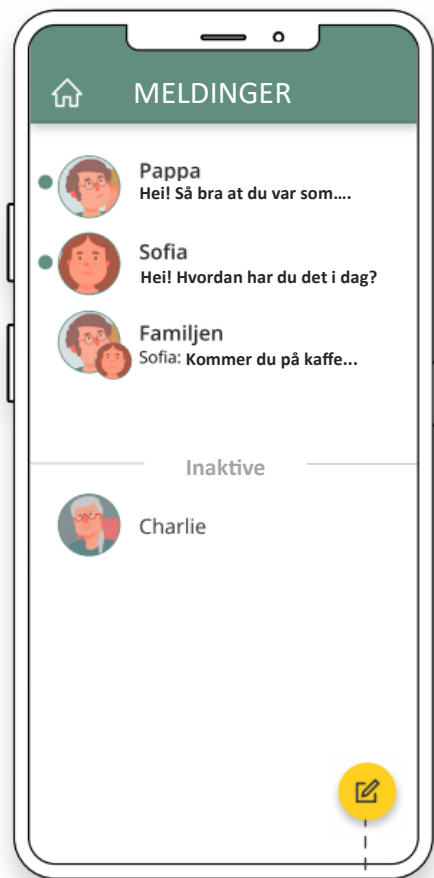 MELDINGER
Pappa
Hei! Så bra at du var som....
Sofia
Hei! Hvordan har du det i dag?
Familjen
Sofia: Kommer du på kaffe...
Inaktive
Charlie